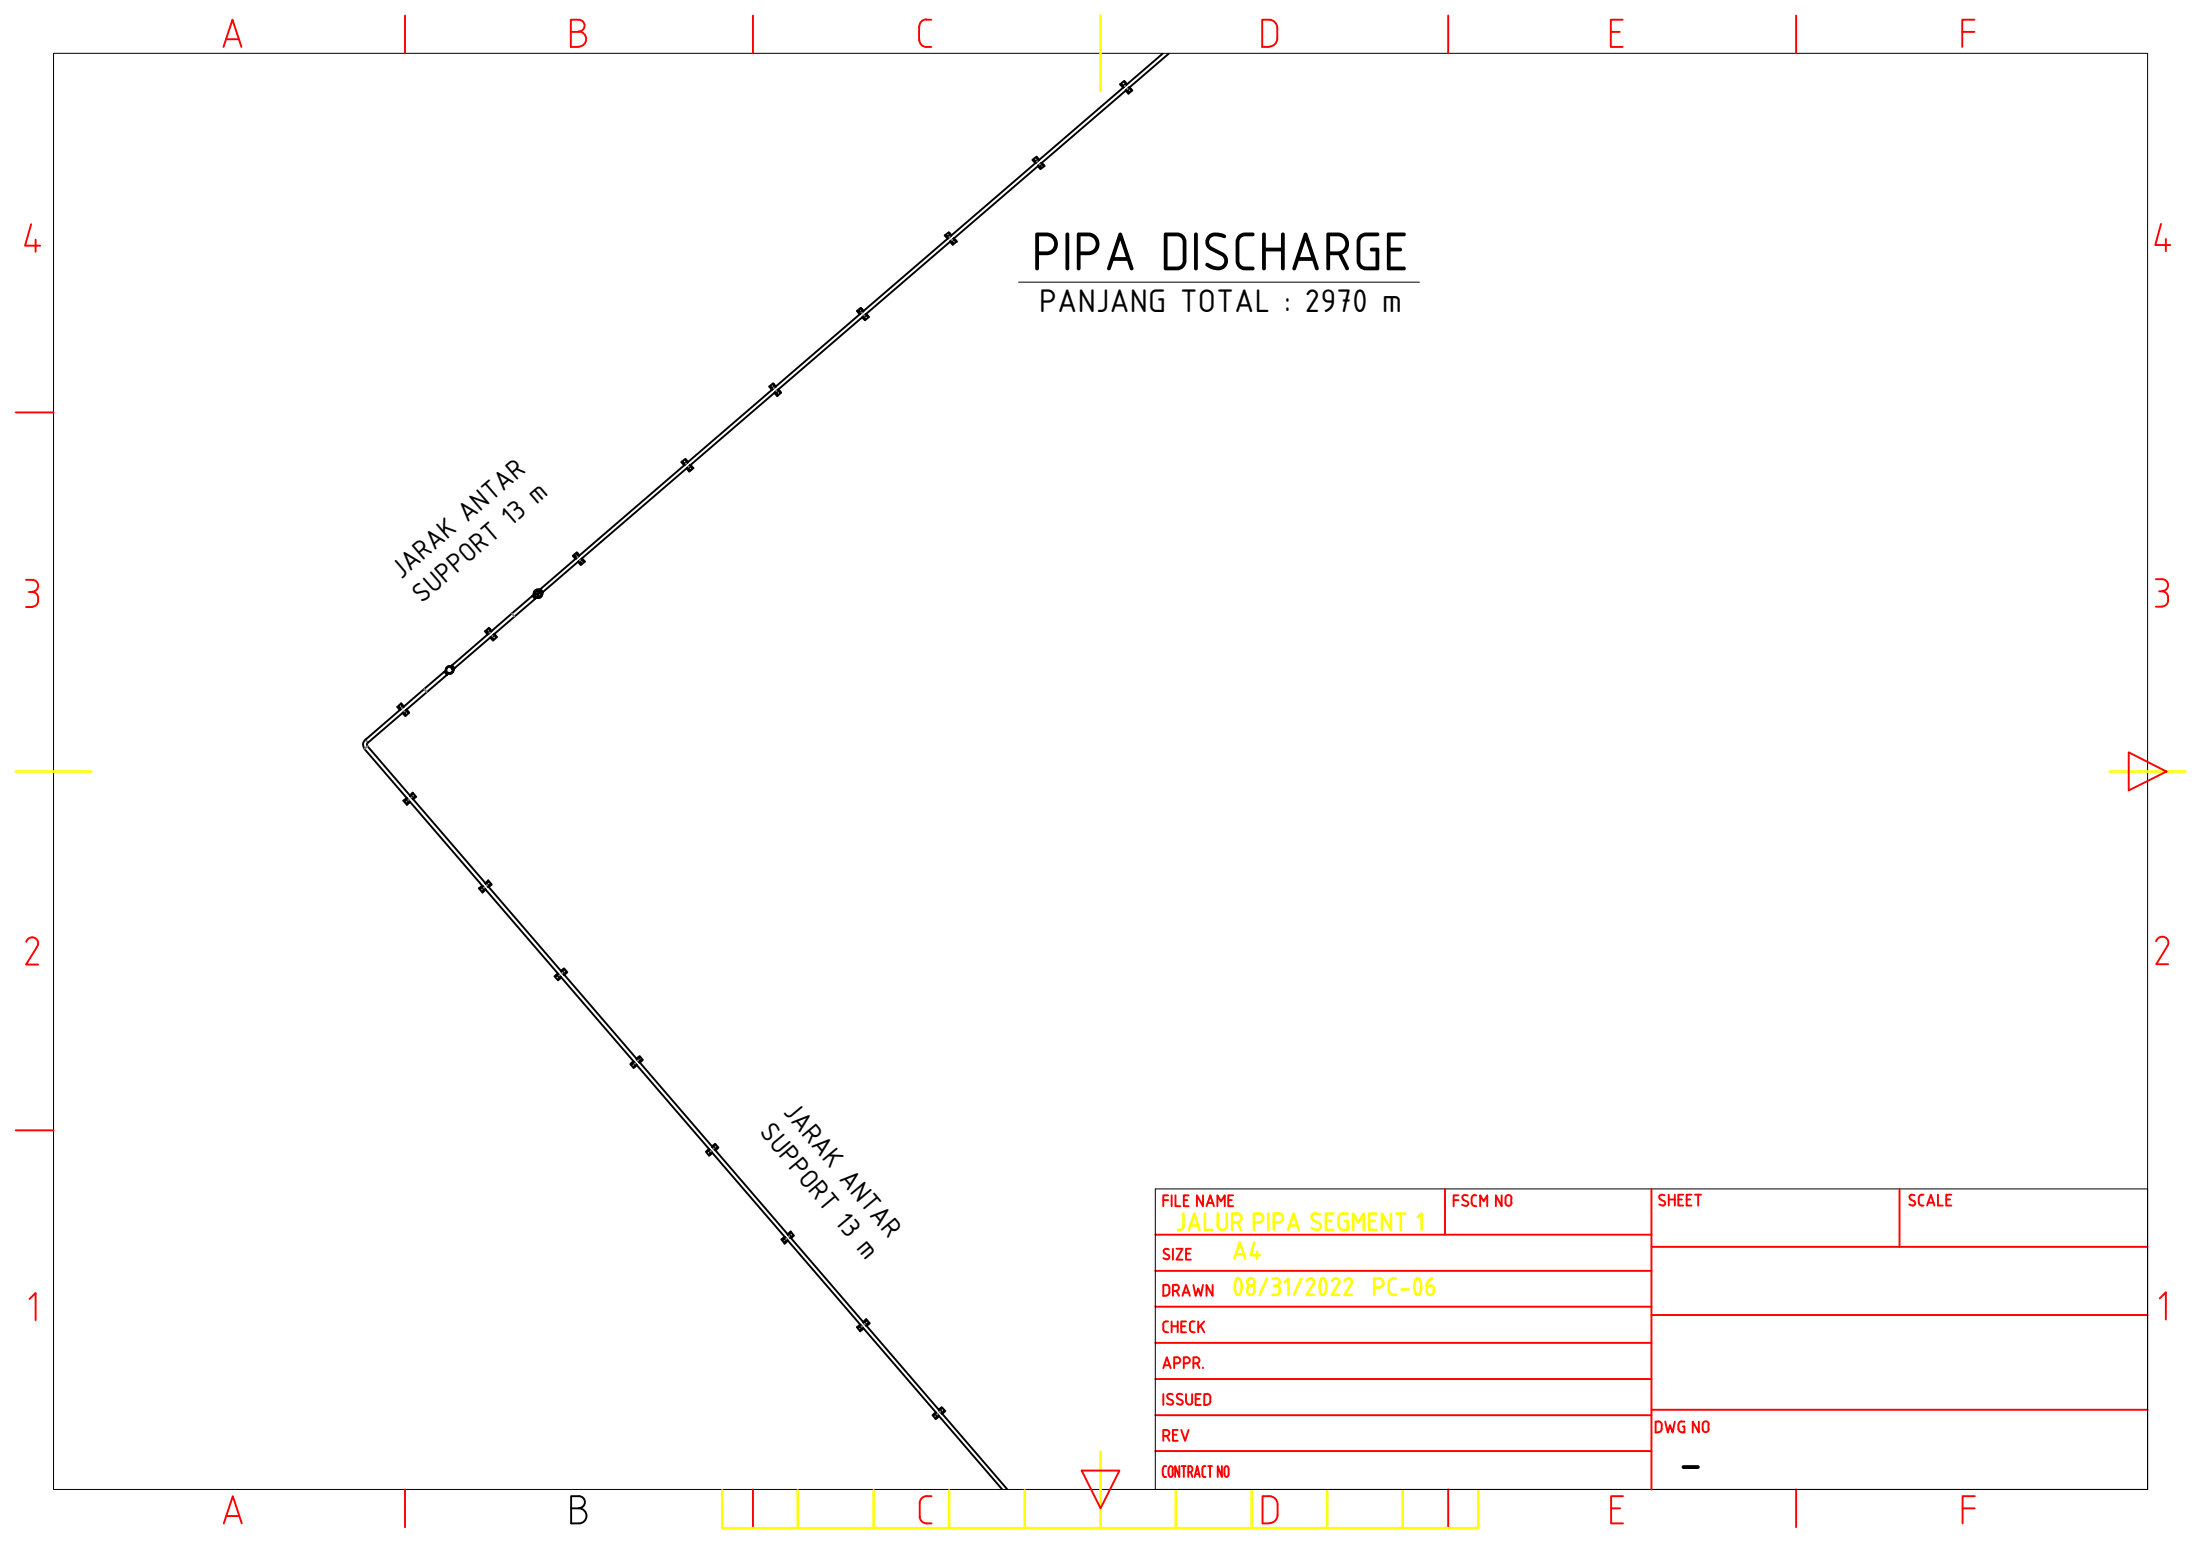 A B C D E F
4 4
PIPA DISCHARGE
PANJANG TOTAL : 2970 m
JARAK ANTAR
SUPPORT 13 m
3 3
2 2
JARAK ANTAR
SUPPORT 13 m
FILE NAME
JALUR PIPA SEGMENT 1
FSCM NO
SHEET
SCALE
SIZE A4
DRAWN 08/31/2022 PC-06
1 1
CHECK
APPR.
ISSUED
REV
DWG NO
CONTRACT NO
–
A B C D E F